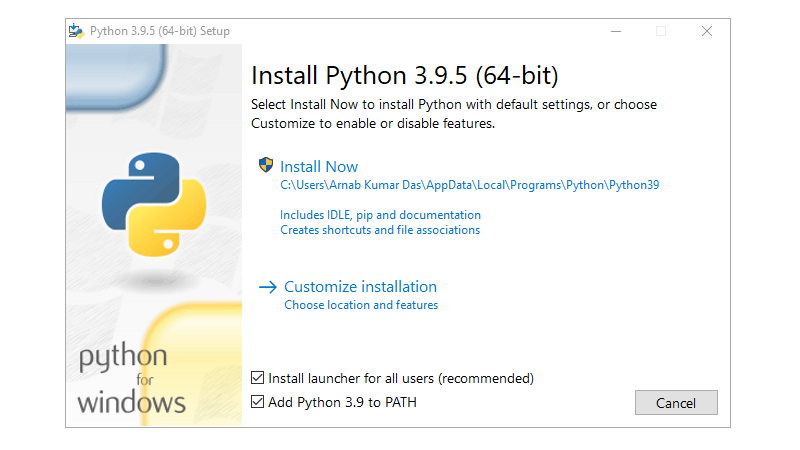 Python 3.9.5 (64-bit) Setup
Install Python 3.9.5 (64-bit)
Select Install Now to install Python with default settings, or choose
Customize to enable or disable features.
Install Now
C:\Users\Arnab Kumar Das\AppData\Local\Programs\Python\Python39
Includes IDLE, pip and documentation
Creates shortcuts and file associations
Customize installation
Choose location and features
python
for
windows
Install launcher for all users (recommended)
Add Python 3.9 to PATH
Cancel